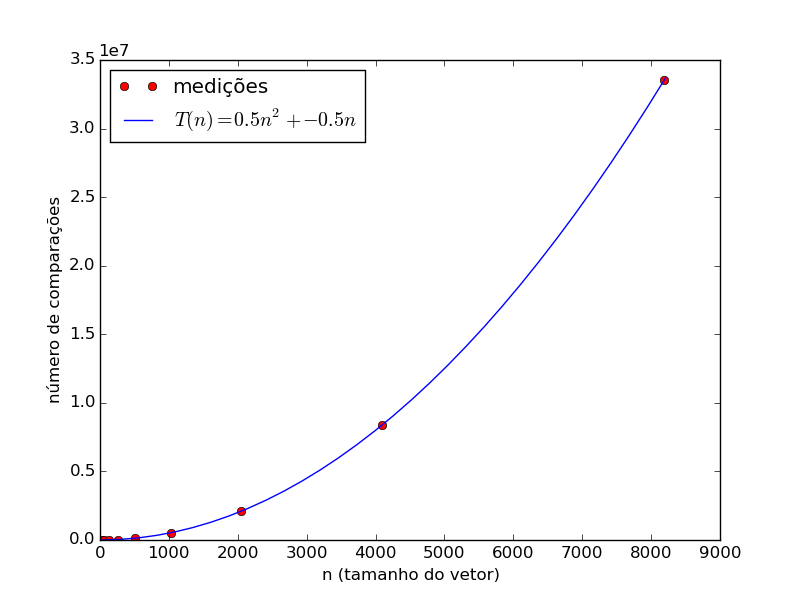 1e7
3.5
3.0
2.5
2.0
1.5
1.0
0.5
0.0
número de comparações
medições
T(n)=0.5n² +−0.5n
0 1000 2000 3000 4000 5000 6000 7000 8000 9000
n (tamanho do vetor)